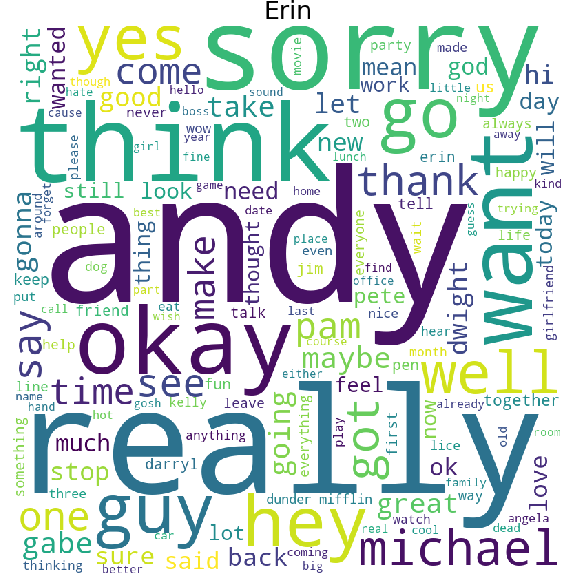 Erin
yes
sorry
movie
party
made
right
wanted
come
mean
god
hi
though
us
hate
hello
sound
little
cause
never
boss
good
take
let
work
night
day
think
go
wow
year
two
always
away
please
girl
fine
lunch
new
erin
will
happy
kind
still
look
game
need
home
thank
want
today
trying
gonna
around
forget
people
best
date
andy
tell
guess
life
keep
thing
make
thought
place
even
everyone
wait
girlfriend
put
dog
part
jim
find
office
dwight
call
friend
eat
wish
talk
last
pete
nice
say
help
okay
pam
hear
month
line
maybe
pen
well
name
time
see
fun
course
either
feel
already
together
hand
hot
gosh
kelly
leave
something
much
anything
really
going
everything
play
got
first
now
ok
old
room
stop
darryl
lice
love
three
dunder mifflin
family
way
one
guy
hey
great
angela
car
lot
watch
real
cool
dead
gabe
sure
said
back
coming
michael
thinking
better
big